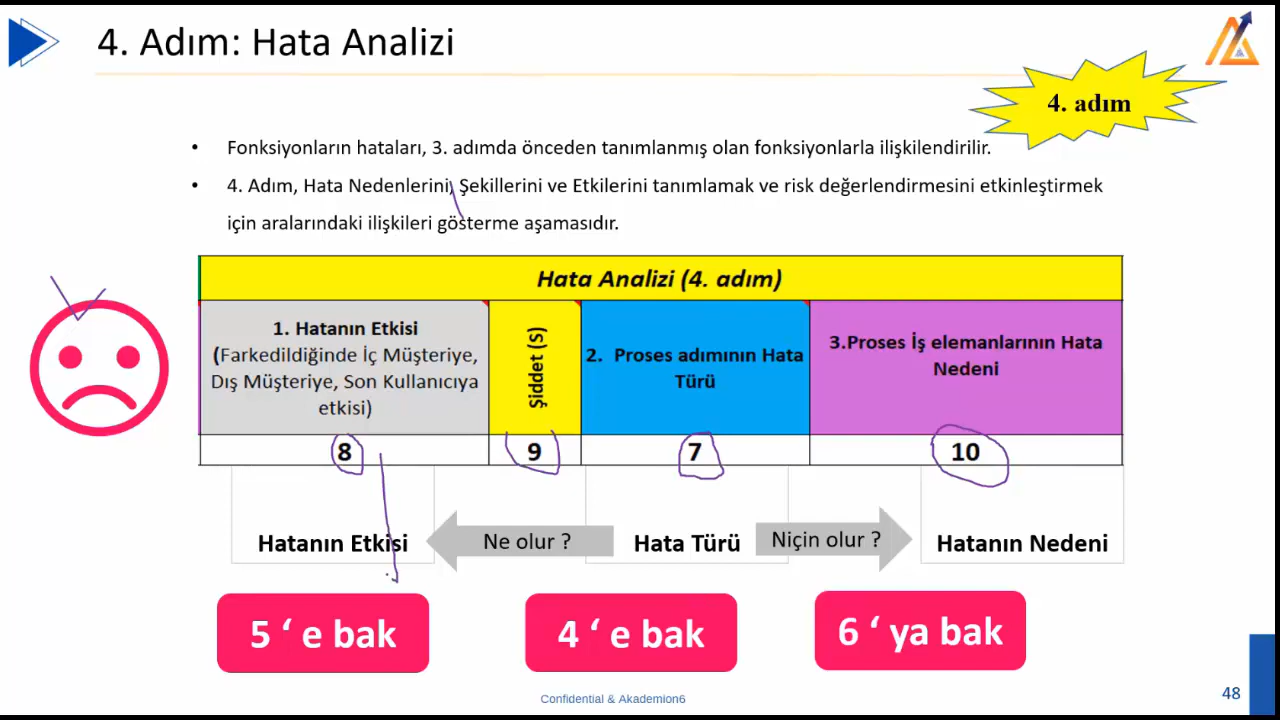 4. Adım: Hata Analizi
4. adım
• Fonksiyonların hataları, 3. adımda önceden tanımlanmış olan fonksiyonlarla ilişkilendirilir.
• 4. Adım, Hata Nedenlerini, Şekillerini ve Etkilerini tanımlamak ve risk değerlendirmesini etkinleştirmek
için aralarındaki ilişkileri gösterme aşamasıdır.
Hata Analizi (4. adım)
1. Hatanın Etkisi
(Farkedildiğinde İç Müşteriye,
Dış Müşteriye, Son Kullanıcıya
etkisi)
Şiddet (S)
2. Proses adımının Hata
Türü
3.Proses İş elemanlarının Hata
Nedeni
8
9
7
10
Hatanın Etkisi
Ne olur ?
Hata Türü
Niçin olur ?
Hatanın Nedeni
5 ‘ e bak
4 ‘ e bak
6 ‘ ya bak
Confidential & Akademion6
48